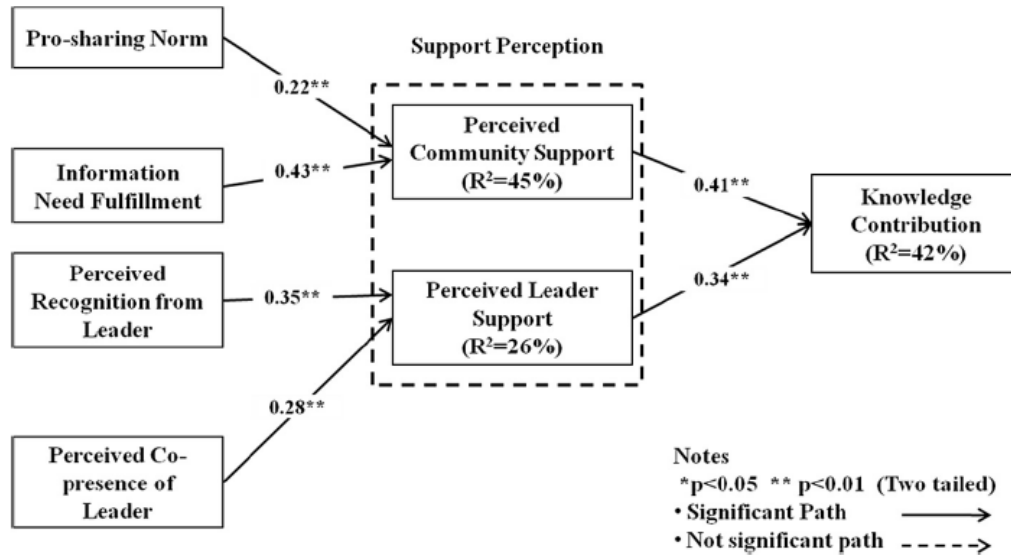 Pro-sharing Norm
Support Perception
0.22**
Perceived
Community Support
(R²=45%)
Information
Need Fulfillment
0.43**
0.41**
Knowledge
Contribution
(R²=42%)
Perceived
Recognition from
Leader
0.35**
Perceived Leader
Support
(R²=26%)
0.34**
0.28**
Perceived Co-
presence of
Leader
Notes
*p<0.05 ** p<0.01 (Two tailed)
• Significant Path
• Not significant path